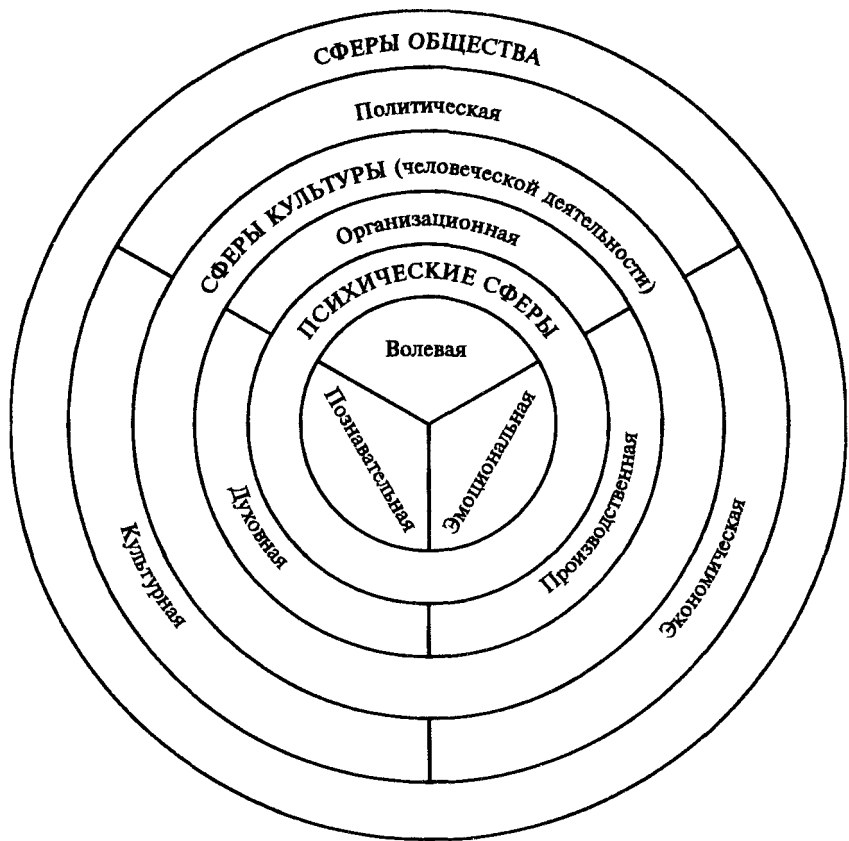 СФЕРЫ ОБЩЕСТВА
Политическая
СФЕРЫ КУЛЬТУРЫ (человеческой деятельности)
Организационная
ПСИХИЧЕСКИЕ СФЕРЫ
Волевая
Познавательная
Эмоциональная
Духовная
Производственная
Культурная
Экономическая